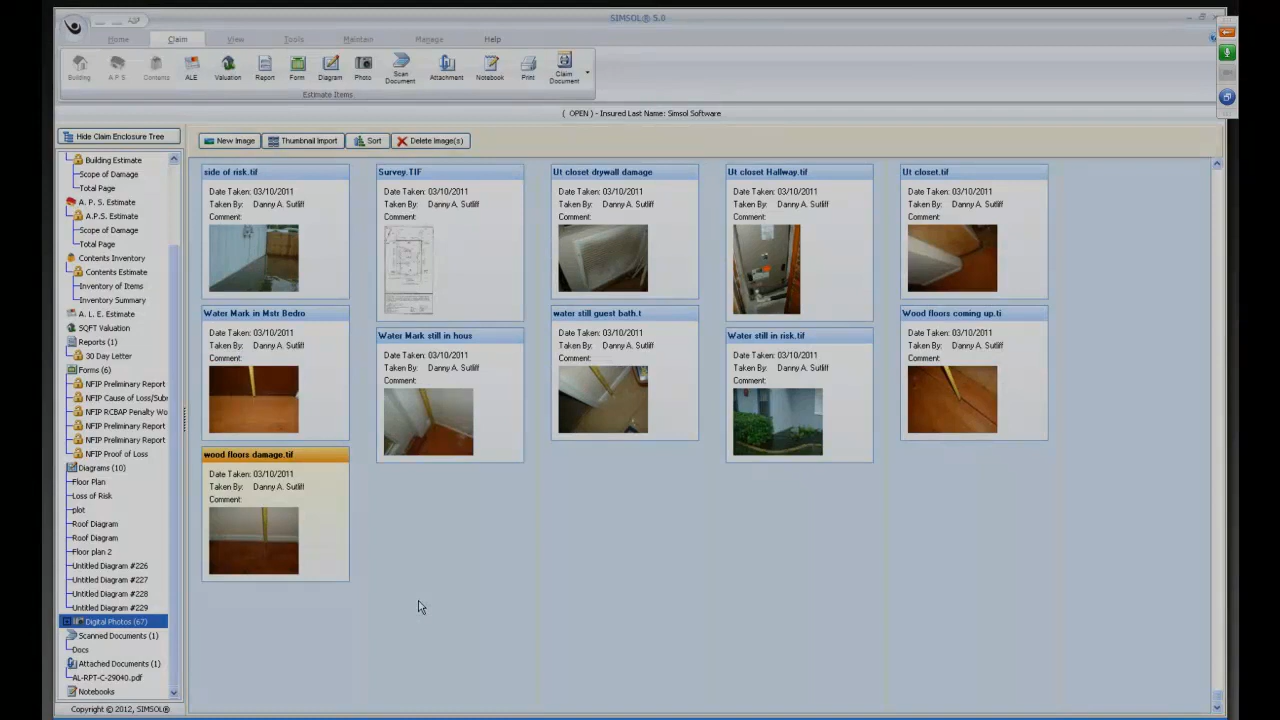 SIMSOL® 5.0
Home Claim View Tools Maintain Manage Help
Building A P S Contents ALE Valuation Report Form Diagram Photo Scan Document Attachment Notebook Print Claim Document
Estimate Items
( OPEN ) - Insured Last Name: Simsol Software
Hide Claim Enclosure Tree
New Image Thumbnail Import Sort Delete Image(s)
Building Estimate
Scope of Damage
Total Page
A. P. S. Estimate
A.P.S. Estimate
Scope of Damage
Total Page
Contents Inventory
Contents Estimate
Inventory of Items
Inventory Summary
A. L. E. Estimate
SQFT Valuation
Reports (1)
30 Day Letter
Forms (6)
NFIP Preliminary Report
NFIP Cause of Loss/Subr
NFIP RCBAP Penalty Wo
NFIP Preliminary Report
NFIP Preliminary Report
NFIP Proof of Loss
Diagrams (10)
Floor Plan
Loss of Risk
plot
Roof Diagram
Roof Diagram
Floor plan 2
Untitled Diagram #226
Untitled Diagram #227
Untitled Diagram #228
Untitled Diagram #229
Digital Photos (67)
Scanned Documents (1)
Docs
Attached Documents (1)
AL-RPT-C-29040.pdf
Notebooks
Copyright © 2012, SIMSOL®
side of risk.tif
Date Taken: 03/10/2011
Taken By: Danny A. Sutliff
Comment:
Survey.TIF
Date Taken: 03/10/2011
Taken By: Danny A. Sutliff
Comment:
Ut closet drywall damage
Date Taken: 03/10/2011
Taken By: Danny A. Sutliff
Comment:
Ut closet Hallway.tif
Date Taken: 03/10/2011
Taken By: Danny A. Sutliff
Comment:
Ut closet.tif
Date Taken: 03/10/2011
Taken By: Danny A. Sutliff
Comment:
Water Mark in Mstr Bedro
Date Taken: 03/10/2011
Taken By: Danny A. Sutliff
Comment:
Water Mark still in hous
Date Taken: 03/10/2011
Taken By: Danny A. Sutliff
Comment:
water still guest bath.t
Date Taken: 03/10/2011
Taken By: Danny A. Sutliff
Comment:
Water still in risk.tif
Date Taken: 03/10/2011
Taken By: Danny A. Sutliff
Comment:
Wood floors coming up.ti
Date Taken: 03/10/2011
Taken By: Danny A. Sutliff
Comment:
wood floors damage.tif
Date Taken: 03/10/2011
Taken By: Danny A. Sutliff
Comment: